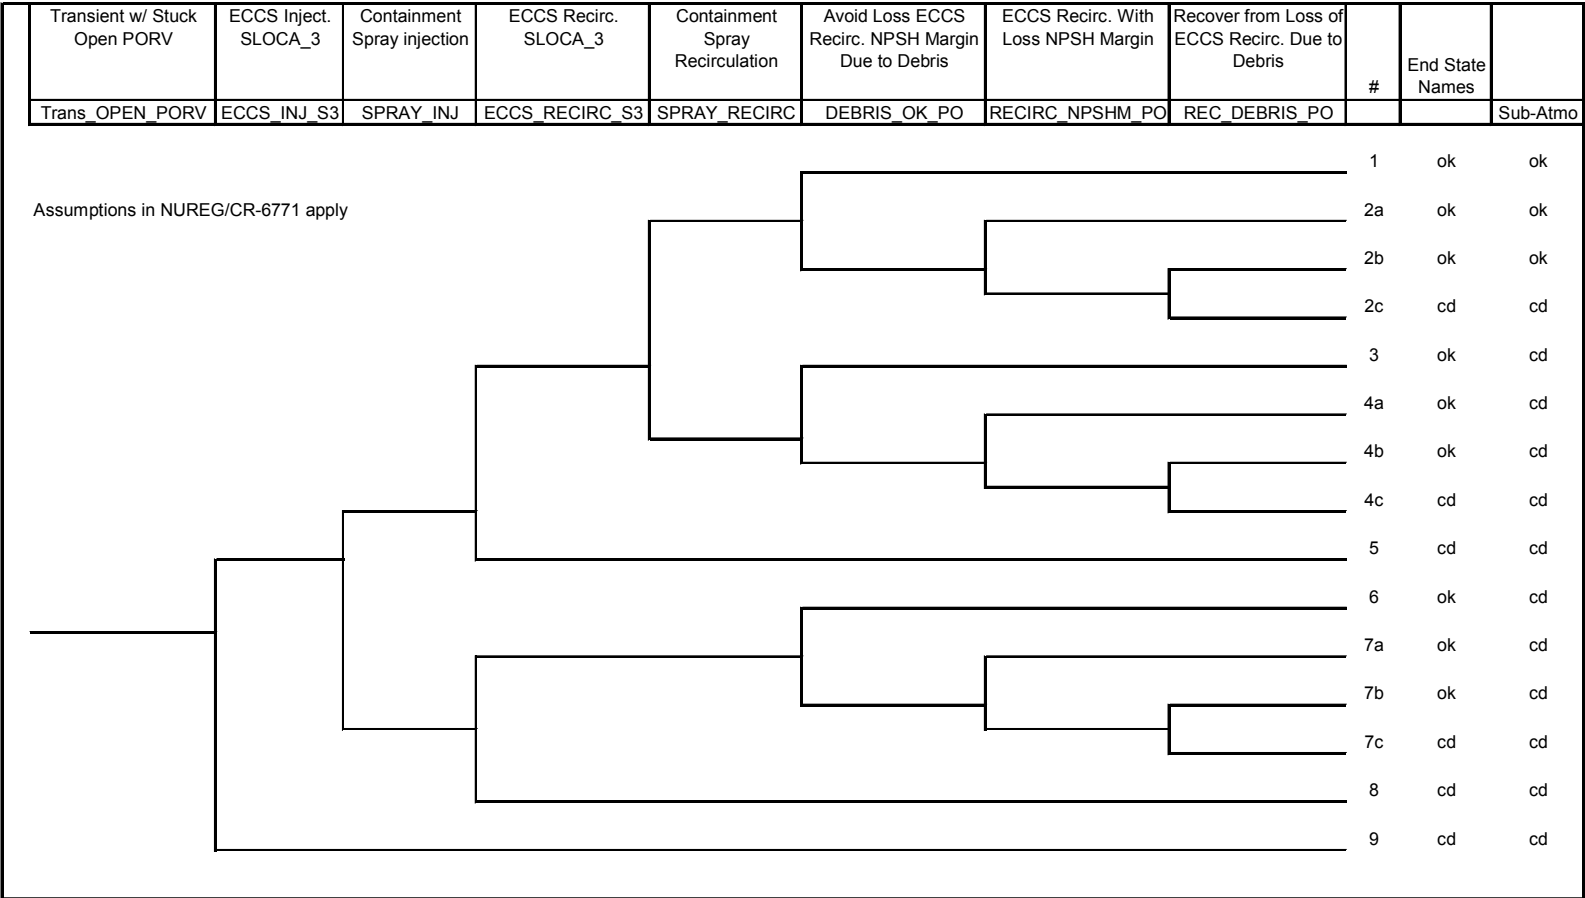 Transient w/ Stuck
Open PORV
ECCS Inject.
SLOCA_3
Containment
Spray injection
ECCS Recirc.
SLOCA_3
Containment
Spray
Recirculation
Avoid Loss ECCS
Recirc. NPSH Margin
Due to Debris
ECCS Recirc. With
Loss NPSH Margin
Recover from Loss of
ECCS Recirc. Due to
Debris
#
End State
Names
Trans_OPEN_PORV ECCS_INJ_S3 SPRAY_INJ ECCS_RECIRC_S3 SPRAY_RECIRC DEBRIS_OK_PO RECIRC_NPSHM_PO REC_DEBRIS_PO Sub-Atmo
1 ok ok
Assumptions in NUREG/CR-6771 apply
2a ok ok
2b ok ok
2c cd cd
3 ok cd
4a ok cd
4b ok cd
4c cd cd
5 cd cd
6 ok cd
7a ok cd
7b ok cd
7c cd cd
8 cd cd
9 cd cd